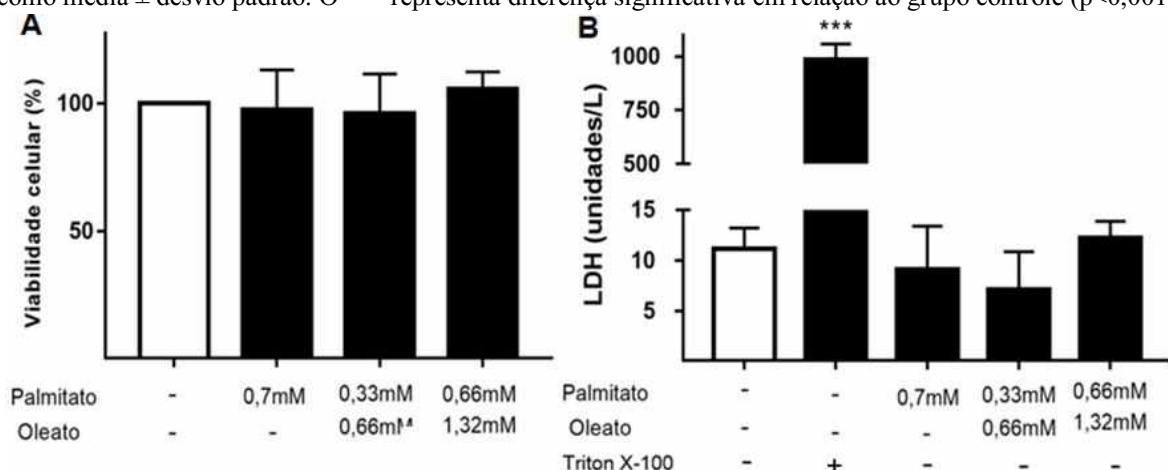 como média ± desvio padrão. O representa diferença significativa em relação ao grupo controle (p<0,001
A
B
***
Viabilidade celular (%)
100
50
LDH (unidades/L)
1000
750
500
15
10
5
Palmitato - 0,7mM 0,33mM 0,66mM
Oleato - - 0,66mM 1,32mM
Palmitato - - 0,7mM 0,33mM 0,66mM
Oleato - - - 0,66mM 1,32mM
Triton X-100 - + - - -